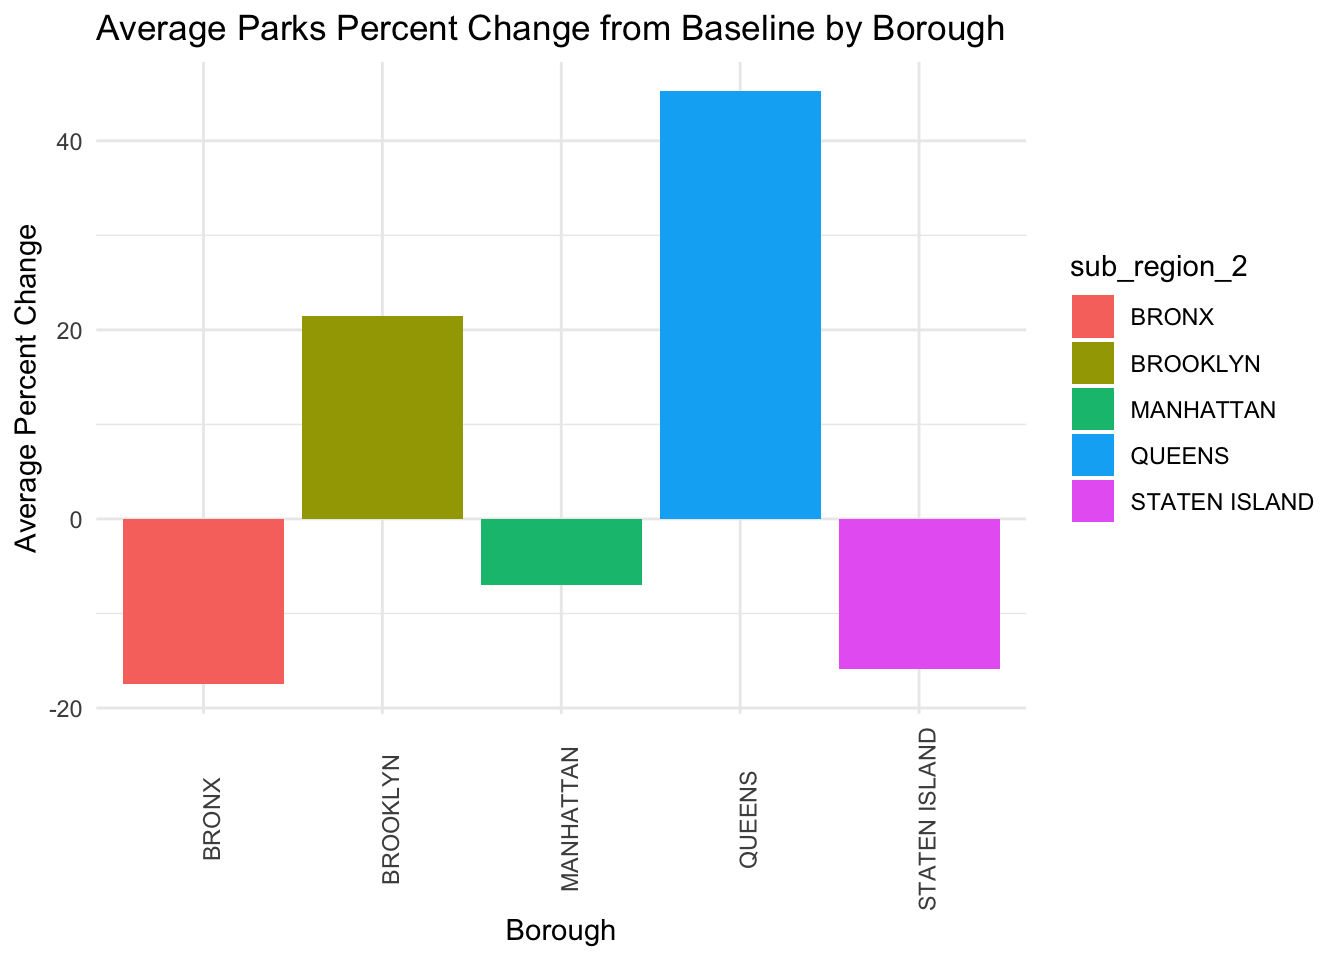 Average Parks Percent Change from Baseline by Borough
Average Percent Change
40
20
0
-20
BRONX
BROOKLYN
MANHATTAN
QUEENS
STATEN ISLAND
Borough
sub_region_2
BRONX
BROOKLYN
MANHATTAN
QUEENS
STATEN ISLAND